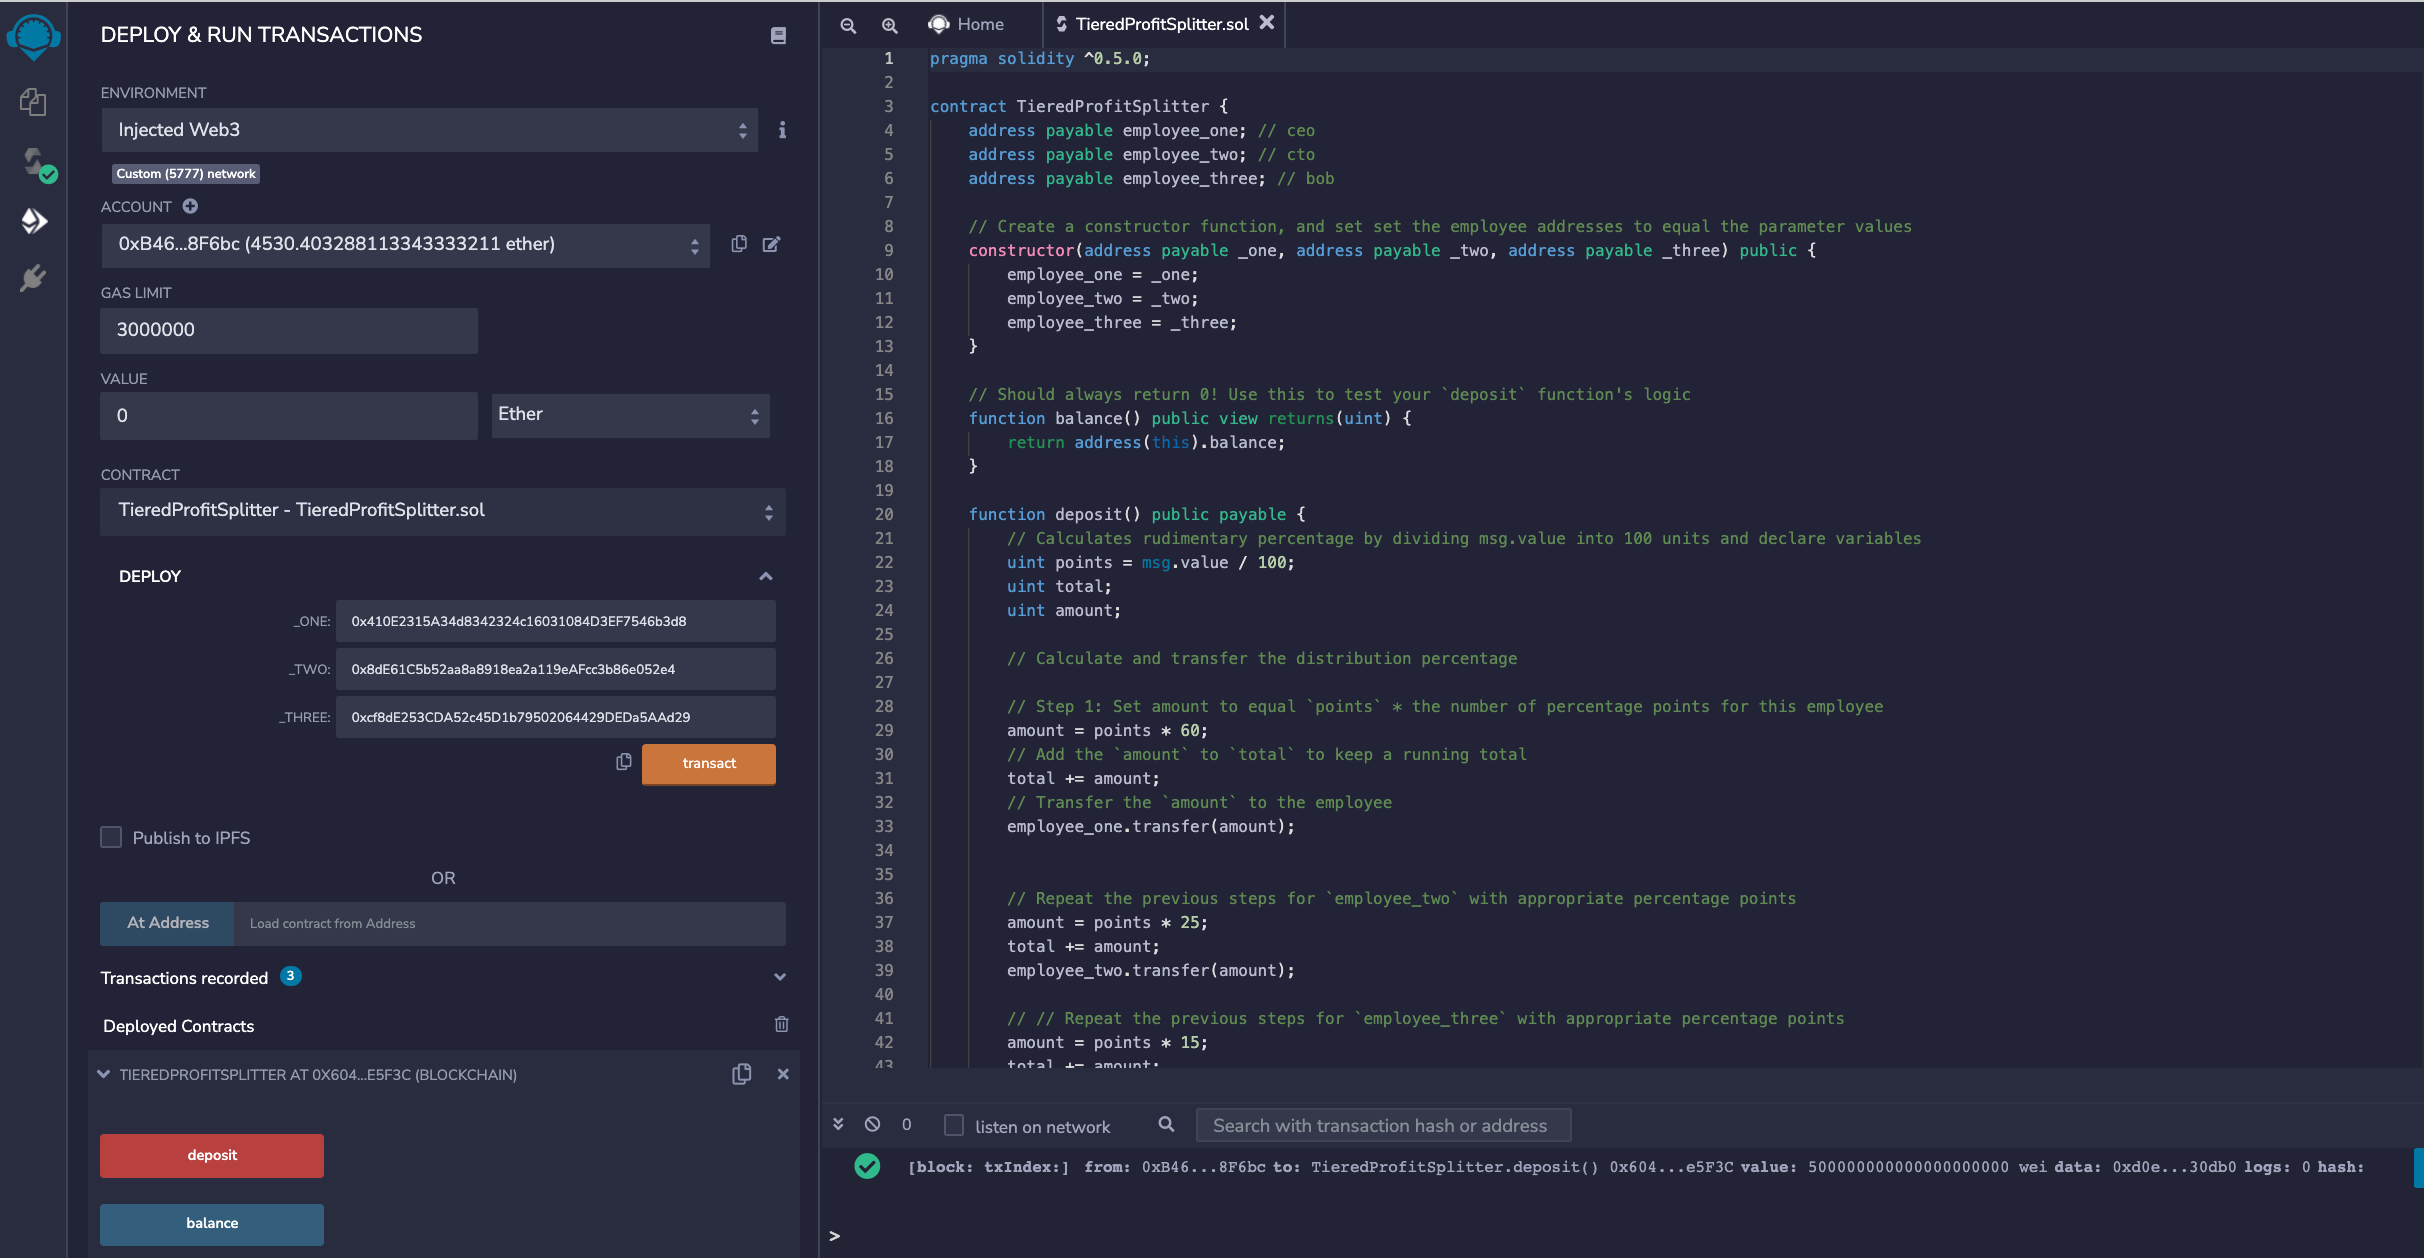 DEPLOY & RUN TRANSACTIONS
ENVIRONMENT
Injected Web3
Custom (5777) network
ACCOUNT
0xB46...8F6bc (4530.403288113343333211 ether)
GAS LIMIT
3000000
VALUE
0
Ether
CONTRACT
TieredProfitSplitter - TieredProfitSplitter.sol
DEPLOY
_ONE: 0x410E2315A34d8342324c16031084D3EF7546b3d8
_TWO: 0x8dE61C5b52aa8a8918ea2a119eAFcc3b86e052e4
_THREE: 0xcf8dE253CDA52c45D1b79502064429DEDa5AAd29
transact
Publish to IPFS
OR
At Address
Load contract from Address
Transactions recorded 3
Deployed Contracts
TIEREDPROFITSPLITTER AT 0X604...E5F3C (BLOCKCHAIN)
deposit
balance
Home
TieredProfitSplitter.sol
1 pragma solidity ^0.5.0;
2
3 contract TieredProfitSplitter {
4 address payable employee_one; // ceo
5 address payable employee_two; // cto
6 address payable employee_three; // bob
7
8 // Create a constructor function, and set set the employee addresses to equal the parameter values
9 constructor(address payable _one, address payable _two, address payable _three) public {
10 employee_one = _one;
11 employee_two = _two;
12 employee_three = _three;
13 }
14
15 // Should always return 0! Use this to test your `deposit` function's logic
16 function balance() public view returns(uint) {
17 return address(this).balance;
18 }
19
20 function deposit() public payable {
21 // Calculates rudimentary percentage by dividing msg.value into 100 units and declare variables
22 uint points = msg.value / 100;
23 uint total;
24 uint amount;
25
26 // Calculate and transfer the distribution percentage
27
28 // Step 1: Set amount to equal `points` * the number of percentage points for this employee
29 amount = points * 60;
30 // Add the `amount` to `total` to keep a running total
31 total += amount;
32 // Transfer the `amount` to the employee
33 employee_one.transfer(amount);
34
35
36 // Repeat the previous steps for `employee_two` with appropriate percentage points
37 amount = points * 25;
38 total += amount;
39 employee_two.transfer(amount);
40
41 // // Repeat the previous steps for `employee_three` with appropriate percentage points
42 amount = points * 15;
43 total += amount;
0
listen on network
Search with transaction hash or address
[block: txIndex:] from: 0xB46...8F6bc to: TieredProfitSplitter.deposit() 0x604...e5F3C value: 500000000000000000000 wei data: 0xd0e...30db0 logs: 0 hash:
>